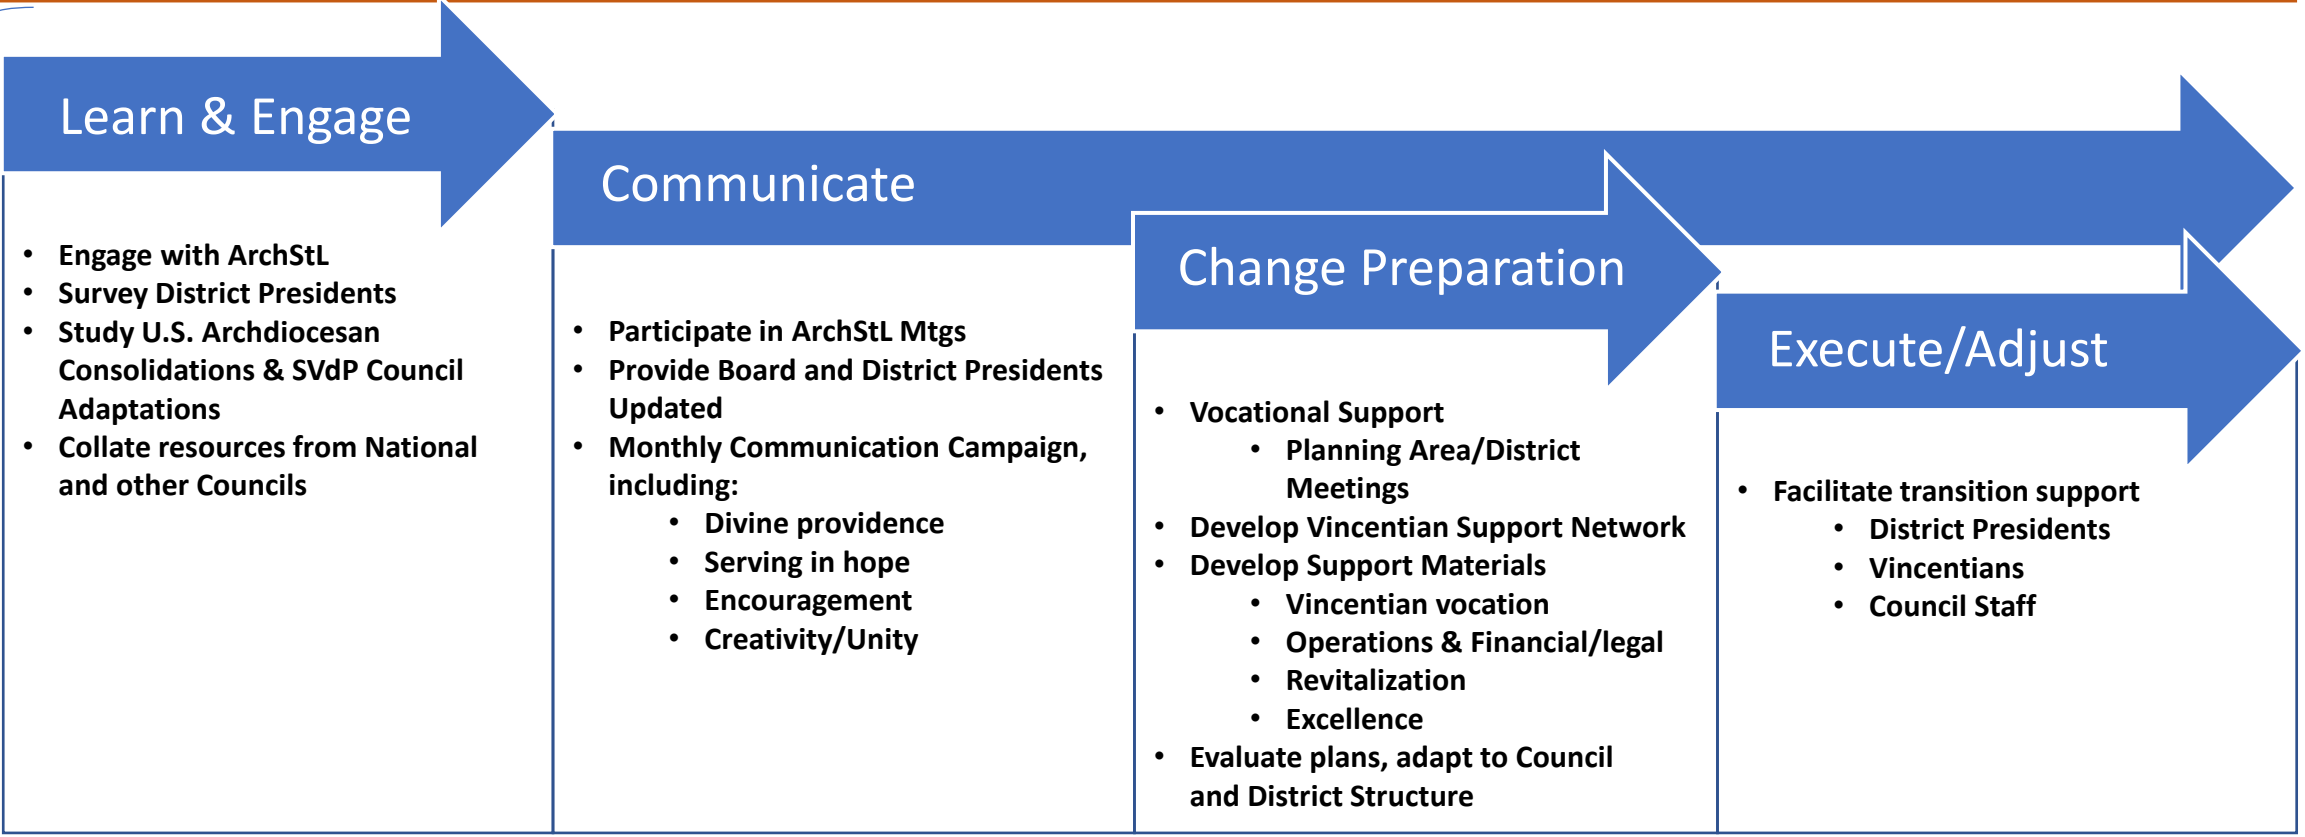 Learn & Engage
• Engage with ArchStL
• Survey District Presidents
• Study U.S. Archdiocesan
Consolidations & SVdP Council
Adaptations
• Collate resources from National
and other Councils
Communicate
• Participate in ArchStL Mtgs
• Provide Board and District Presidents
Updated
• Monthly Communication Campaign,
including:
• Divine providence
• Serving in hope
• Encouragement
• Creativity/Unity
Change Preparation
• Vocational Support
• Planning Area/District
Meetings
• Develop Vincentian Support Network
• Develop Support Materials
• Vincentian vocation
• Operations & Financial/legal
• Revitalization
• Excellence
• Evaluate plans, adapt to Council
and District Structure
Execute/Adjust
• Facilitate transition support
• District Presidents
• Vincentians
• Council Staff